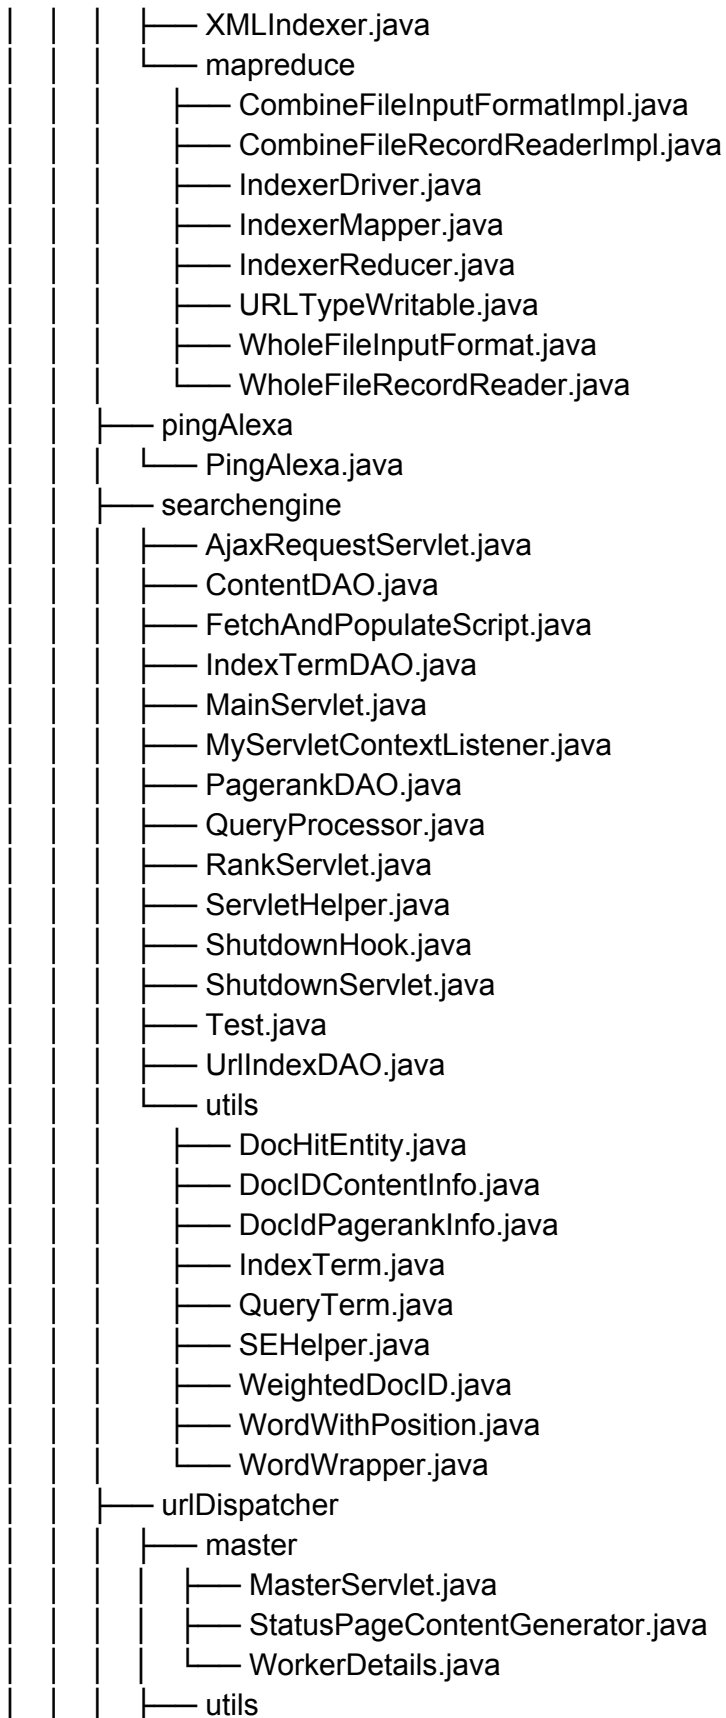 │ │ │ ├── XMLIndexer.java
│ │ │ └── mapreduce
│ │ │ ├── CombineFileInputFormatImpl.java
│ │ │ ├── CombineFileRecordReaderImpl.java
│ │ │ ├── IndexerDriver.java
│ │ │ ├── IndexerMapper.java
│ │ │ ├── IndexerReducer.java
│ │ │ ├── URLTypeWritable.java
│ │ │ ├── WholeFileInputFormat.java
│ │ │ └── WholeFileRecordReader.java
│ │ ├── pingAlexa
│ │ │ └── PingAlexa.java
│ │ ├── searchengine
│ │ │ ├── AjaxRequestServlet.java
│ │ │ ├── ContentDAO.java
│ │ │ ├── FetchAndPopulateScript.java
│ │ │ ├── IndexTermDAO.java
│ │ │ ├── MainServlet.java
│ │ │ ├── MyServletContextListener.java
│ │ │ ├── PagerankDAO.java
│ │ │ ├── QueryProcessor.java
│ │ │ ├── RankServlet.java
│ │ │ ├── ServletHelper.java
│ │ │ ├── ShutdownHook.java
│ │ │ ├── ShutdownServlet.java
│ │ │ ├── Test.java
│ │ │ ├── UrlIndexDAO.java
│ │ │ └── utils
│ │ │ ├── DocHitEntity.java
│ │ │ ├── DocIDContentInfo.java
│ │ │ ├── DocIdPagerankInfo.java
│ │ │ ├── IndexTerm.java
│ │ │ ├── QueryTerm.java
│ │ │ ├── SEHelper.java
│ │ │ ├── WeightedDocID.java
│ │ │ ├── WordWithPosition.java
│ │ │ └── WordWrapper.java
│ │ ├── urlDispatcher
│ │ │ ├── master
│ │ │ │ ├── MasterServlet.java
│ │ │ │ ├── StatusPageContentGenerator.java
│ │ │ │ └── WorkerDetails.java
│ │ │ ├── utils